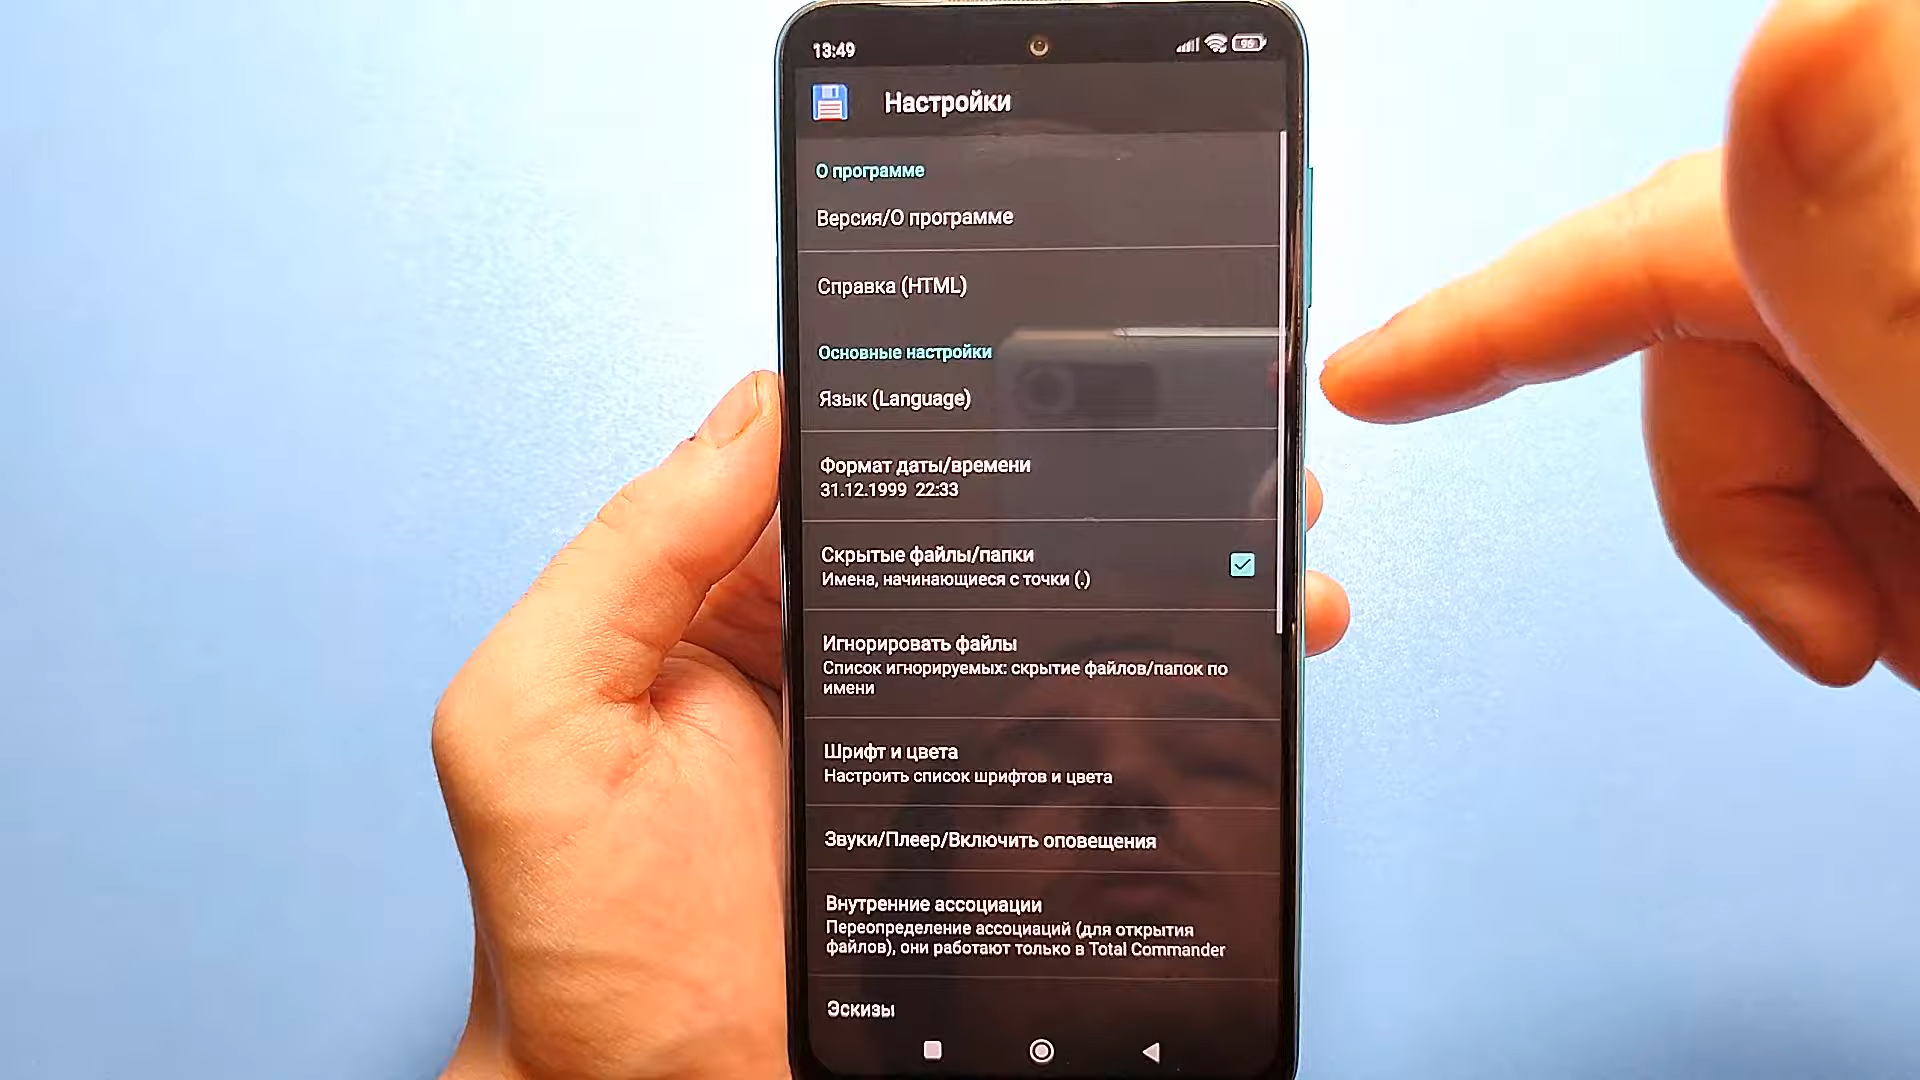 13:49
96
Настройки
О программе
Версия/О программе
Справка (HTML)
Основные настройки
Язык (Language)
Формат даты/времени
31.12.1999 22:33
Скрытые файлы/папки
Имена, начинающиеся с точки (.)
Игнорировать файлы
Список игнорируемых: скрытие файлов/папок по
имени
Шрифт и цвета
Настроить список шрифтов и цвета
Звуки/Плеер/Включить оповещения
Внутренние ассоциации
Переопределение ассоциаций (для открытия
файлов), они работают только в Total Commander
Эскизы